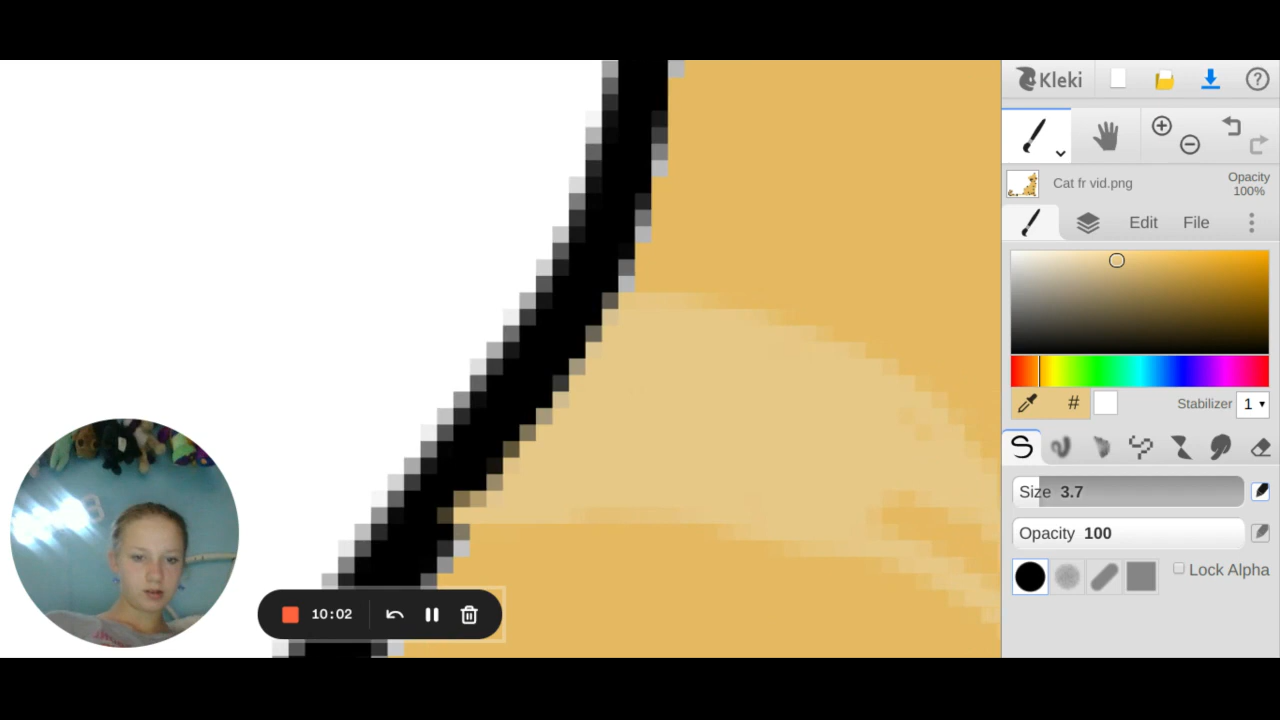 Kleki
Cat fr vid.png
Opacity
100%
Edit File
#
Stabilizer 1
Size 3.7
Opacity 100
Lock Alpha
10:02